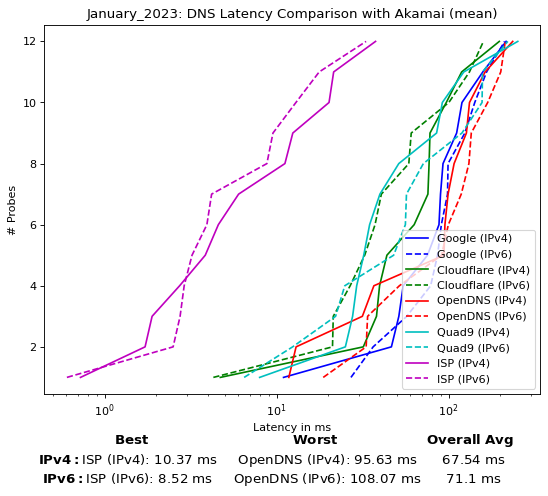 January_2023: DNS Latency Comparison with Akamai (mean)
12
10
8
6
4
2
# Probes
Google (IPv4)
Google (IPv6)
Cloudflare (IPv4)
Cloudflare (IPv6)
OpenDNS (IPv4)
OpenDNS (IPv6)
Quad9 (IPv4)
Quad9 (IPv6)
ISP (IPv4)
ISP (IPv6)
10⁰ 10¹ 10²
Latency in ms
Best Worst Overall Avg
IPv4: ISP (IPv4): 10.37 ms OpenDNS (IPv4): 95.63 ms 67.54 ms
IPv6: ISP (IPv6): 8.52 ms OpenDNS (IPv6): 108.07 ms 71.1 ms